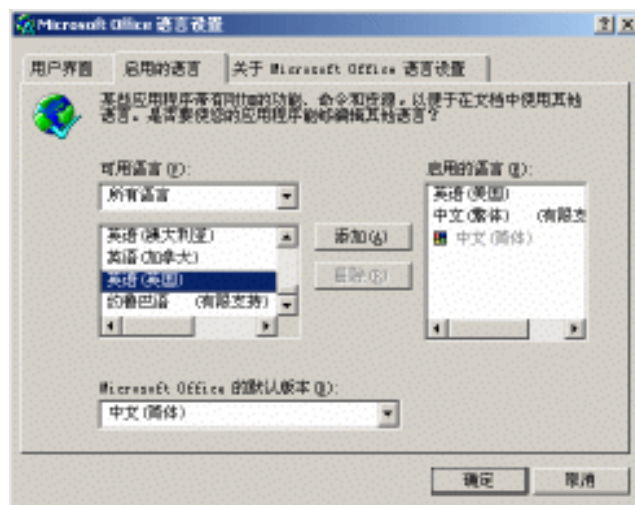 Microsoft Office 语言设置
用户界面 启用的语言 关于 Microsoft Office 语言设置
某些应用程序带有附加的功能、命令和资源，以便于在文档中使用其他
语言。是否要使您的应用程序能够编辑其他语言？
可用语言(V): 启用的语言(E):
所有语言 英语(美国)
中文(繁体) (有限支
英语(澳大利亚) 添加(A) 中文(简体)
英语(加拿大)
英语(英国) 删除(R)
约鲁巴语 (有限支持)
Microsoft Office 的默认版本(D):
中文(简体)
确定 取消